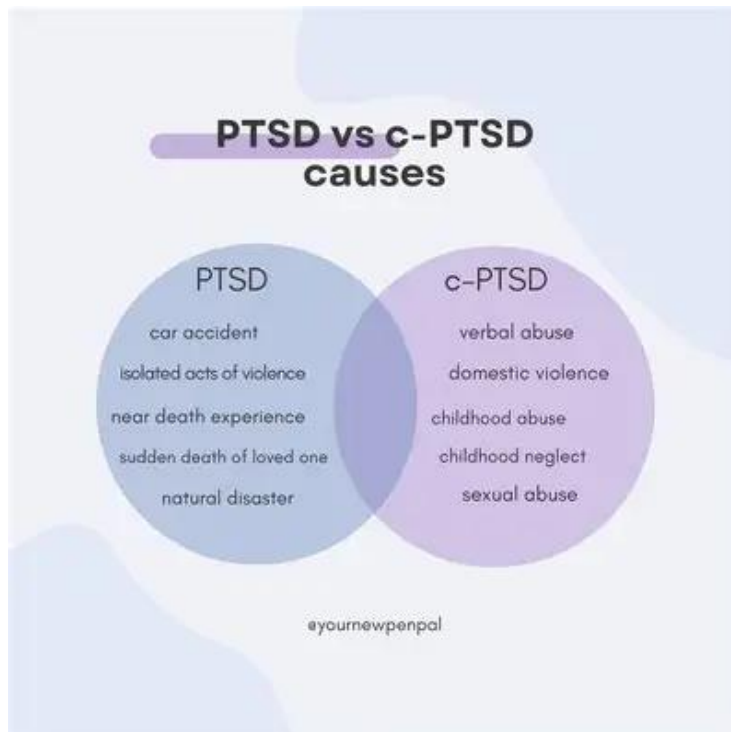 PTSD vs c-PTSD
causes
PTSD
car accident
isolated acts of violence
near death experience
sudden death of loved one
natural disaster
c-PTSD
verbal abuse
domestic violence
childhood abuse
childhood neglect
sexual abuse
@yournewpenpal